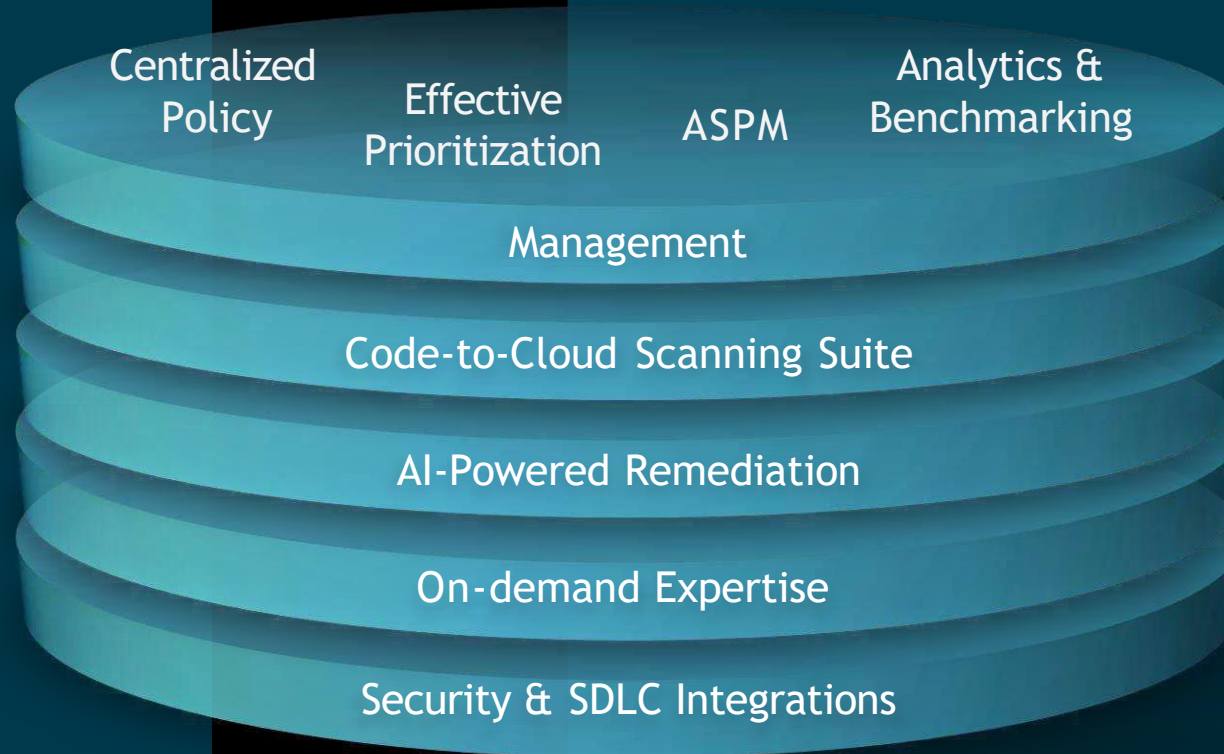 Centralized
Policy
Effective
Prioritization
ASPM
Analytics &
Benchmarking
Management
Code-to-Cloud Scanning Suite
AI-Powered Remediation
On-demand Expertise
Security & SDLC Integrations